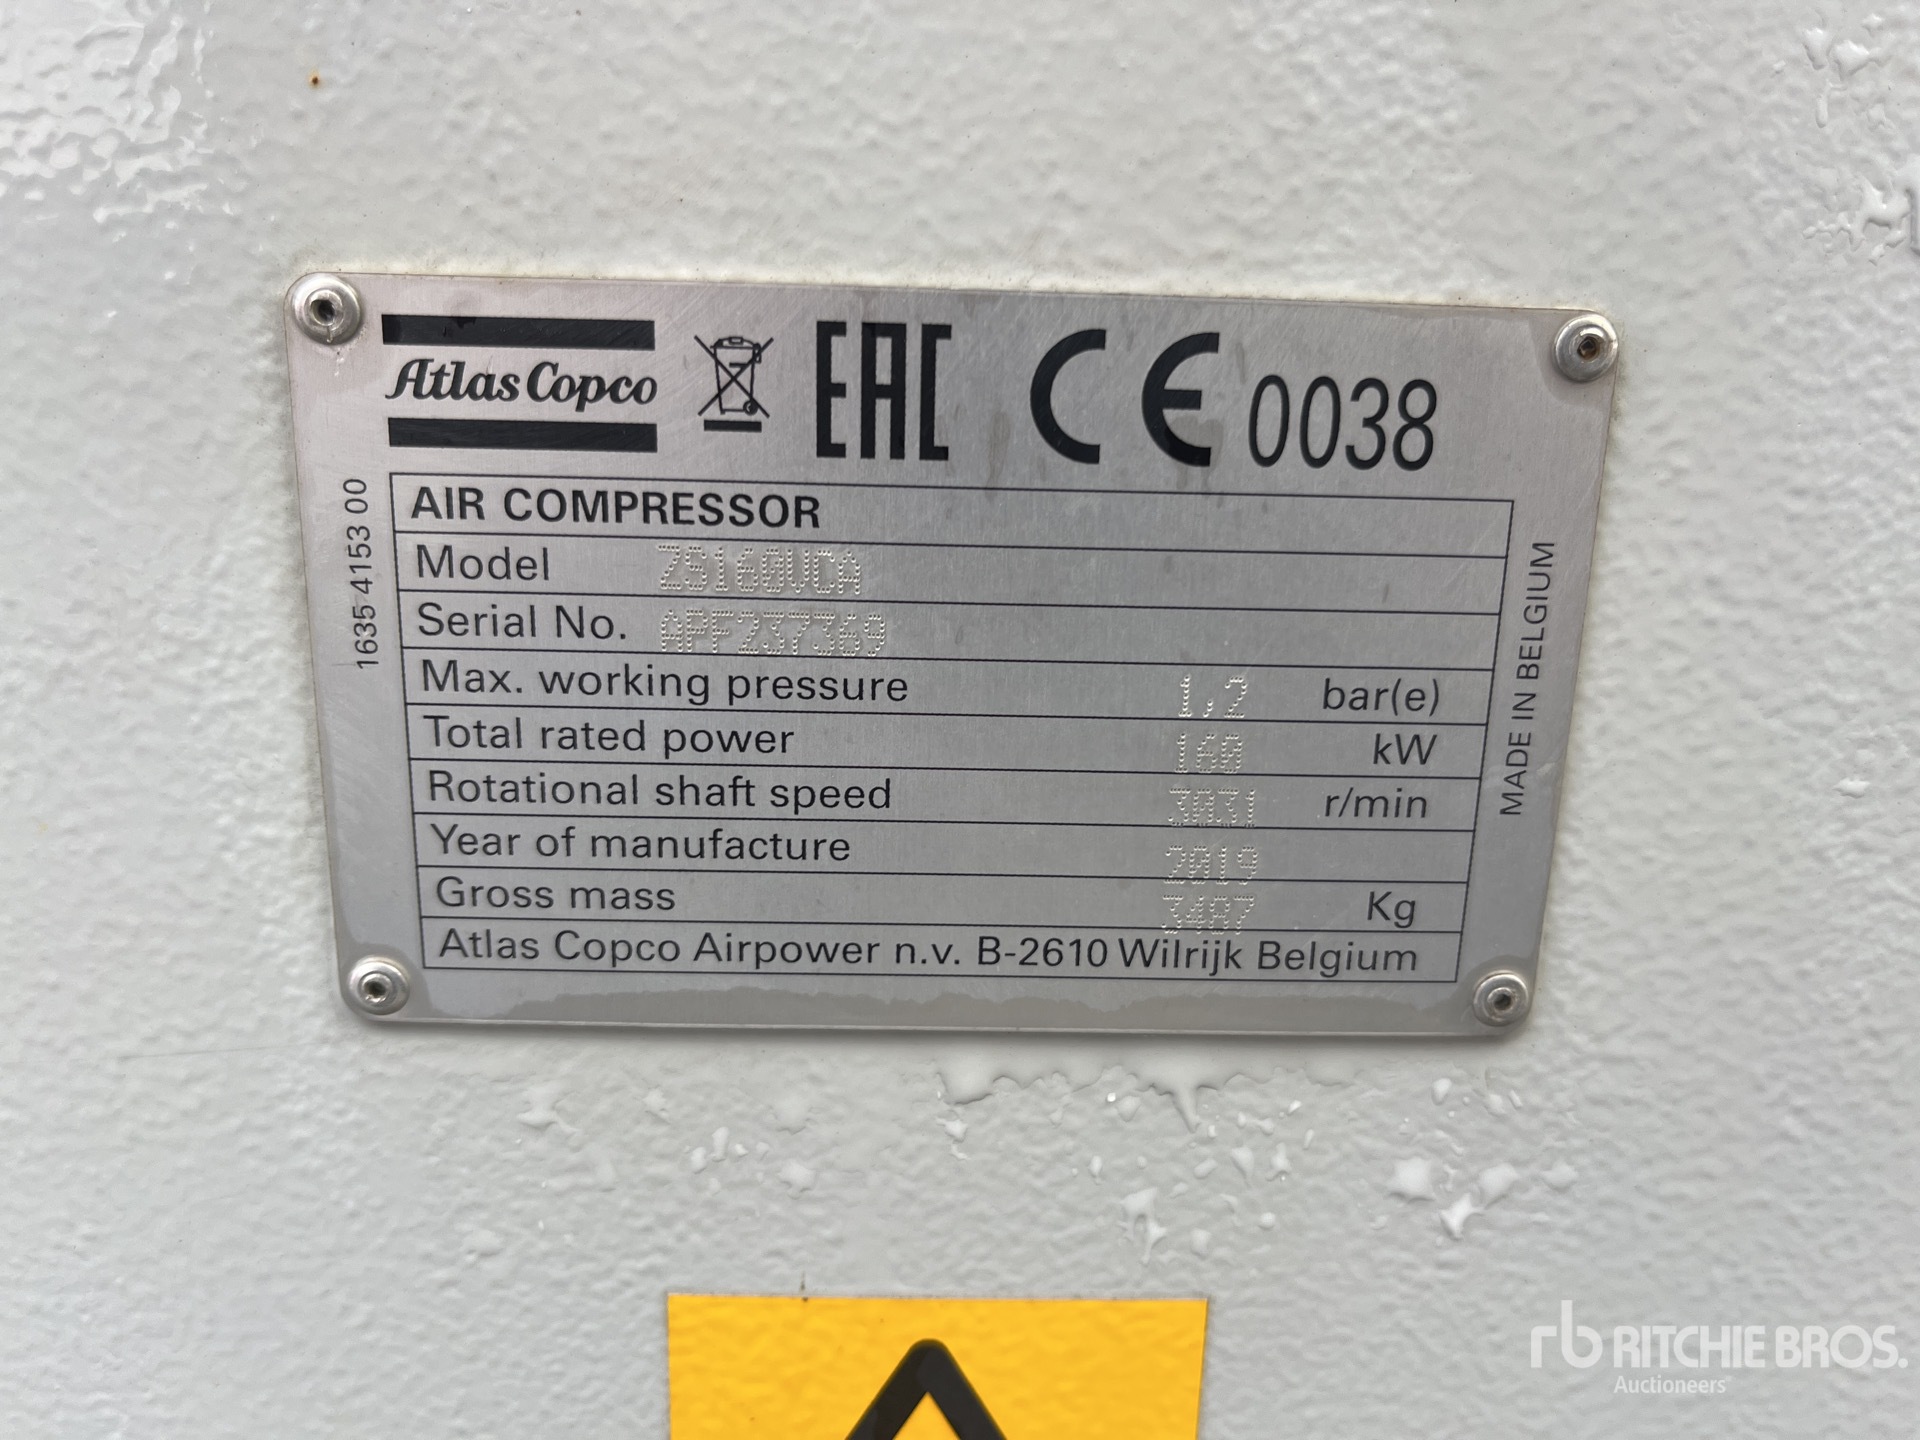 Atlas Copco
EAC CE 0038
1635 4153 00
AIR COMPRESSOR
Model ZS160VCA
Serial No. APF237369
Max. working pressure 1,2 bar(e)
Total rated power 160 kW
Rotational shaft speed r/min
Year of manufacture 2019
Gross mass Kg
Atlas Copco Airpower n.v. B-2610 Wilrijk Belgium
MADE IN BELGIUM
rb RITCHIE BROS.
Auctioneers